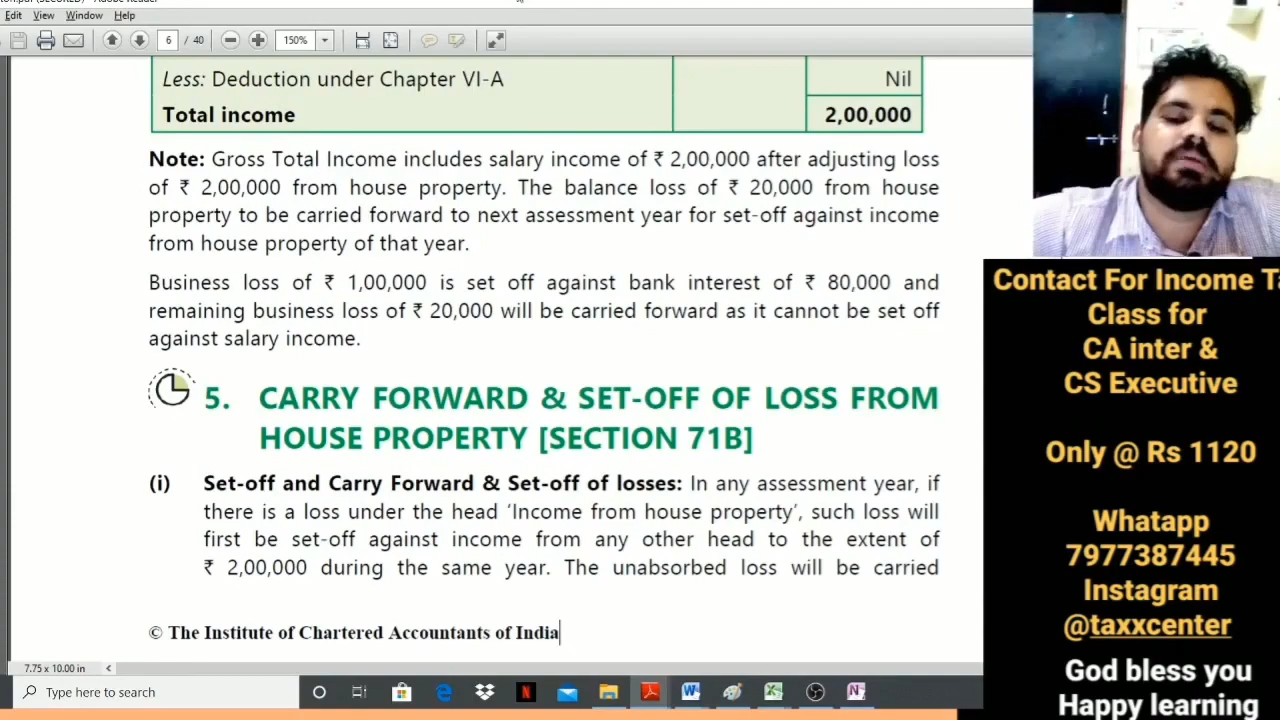 Edit View Window Help
6 / 40 150%
Less: Deduction under Chapter VI-A Nil
Total income 2,00,000
Note: Gross Total Income includes salary income of ₹ 2,00,000 after adjusting loss
of ₹ 2,00,000 from house property. The balance loss of ₹ 20,000 from house
property to be carried forward to next assessment year for set-off against income
from house property of that year.
Business loss of ₹ 1,00,000 is set off against bank interest of ₹ 80,000 and
remaining business loss of ₹ 20,000 will be carried forward as it cannot be set off
against salary income.
5. CARRY FORWARD & SET-OFF OF LOSS FROM
HOUSE PROPERTY [SECTION 71B]
(i) Set-off and Carry Forward & Set-off of losses: In any assessment year, if
there is a loss under the head ‘Income from house property’, such loss will
first be set-off against income from any other head to the extent of
₹ 2,00,000 during the same year. The unabsorbed loss will be carried
© The Institute of Chartered Accountants of India
7.75 x 10.00 in
Type here to search
Contact For Income Ta
Class for
CA inter &
CS Executive
Only @ Rs 1120
Whatapp
7977387445
Instagram
@taxxcenter
God bless you
Happy learning